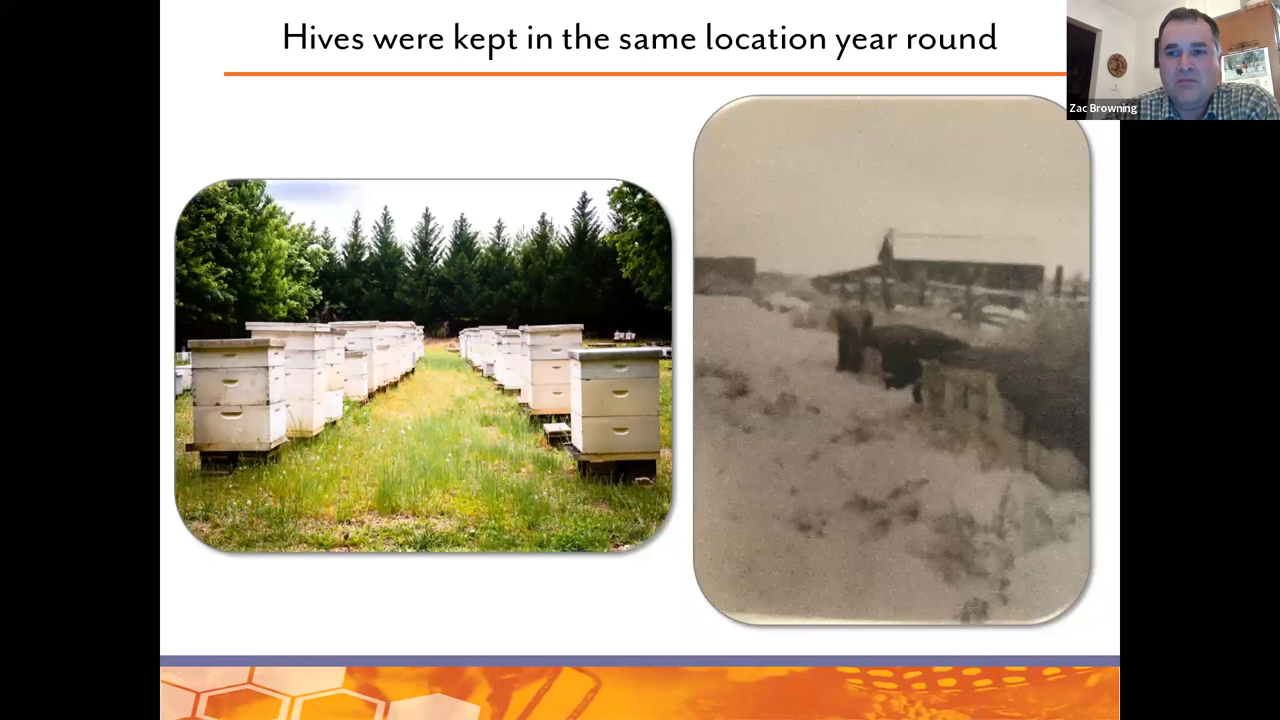 Hives were kept in the same location year round
Zac Browning